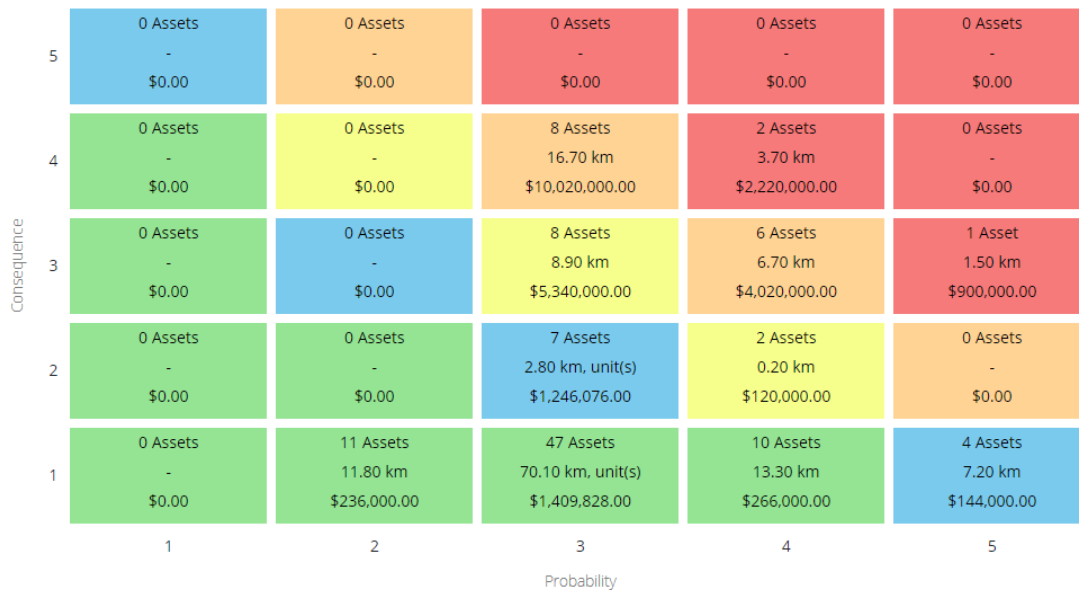 0 Assets 0 Assets 0 Assets 0 Assets 0 Assets
5 - - - - -
$0.00 $0.00 $0.00 $0.00 $0.00
0 Assets 0 Assets 8 Assets 2 Assets 0 Assets
4 - - 16.70 km 3.70 km -
$0.00 $0.00 $10,020,000.00 $2,220,000.00 $0.00
Consequence
0 Assets 0 Assets 8 Assets 6 Assets 1 Asset
3 - - 8.90 km 6.70 km 1.50 km
$0.00 $0.00 $5,340,000.00 $4,020,000.00 $900,000.00
0 Assets 0 Assets 7 Assets 2 Assets 0 Assets
2 - - 2.80 km, unit(s) 0.20 km -
$0.00 $0.00 $1,246,076.00 $120,000.00 $0.00
0 Assets 11 Assets 47 Assets 10 Assets 4 Assets
1 - 11.80 km 70.10 km, unit(s) 13.30 km 7.20 km
$0.00 $236,000.00 $1,409,828.00 $266,000.00 $144,000.00
1 2 3 4 5
Probability